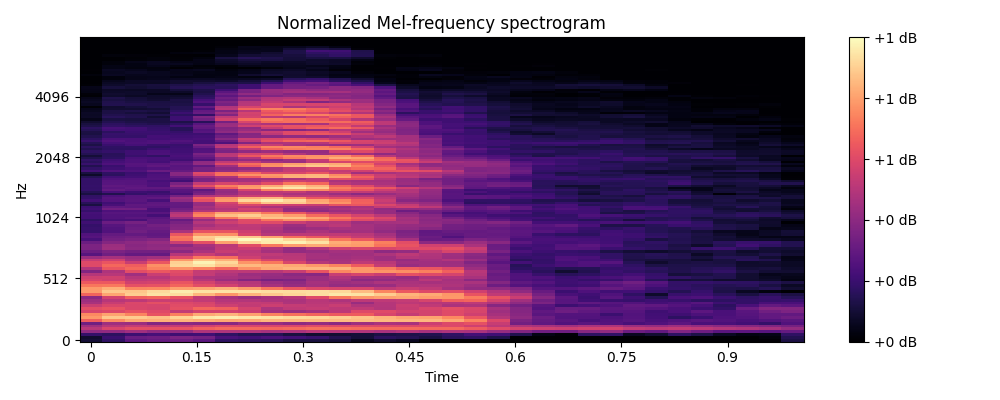 Normalized Mel-frequency spectrogram
Hz
4096
2048
1024
512
0
0 0.15 0.3 0.45 0.6 0.75 0.9
Time
+1 dB
+1 dB
+1 dB
+0 dB
+0 dB
+0 dB